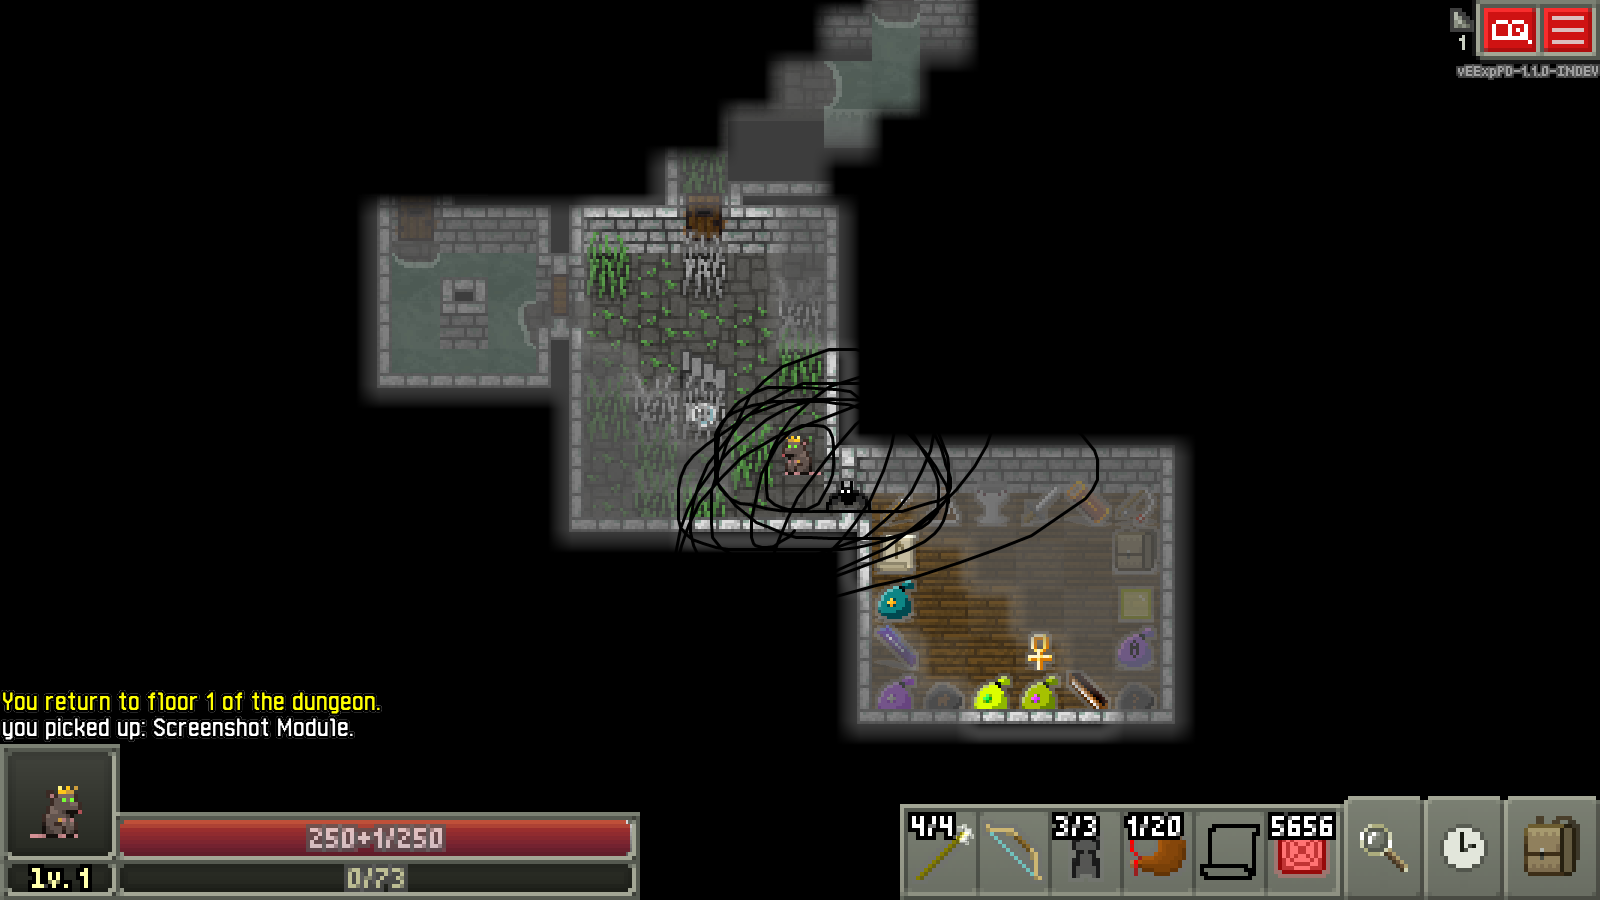 1
vEExpPD-1.1.0-INDEV
You return to floor 1 of the dungeon.
you picked up: Screenshot Module.
250+1/250
lv. 1
0/73
4/4
3/3
1/20
5656